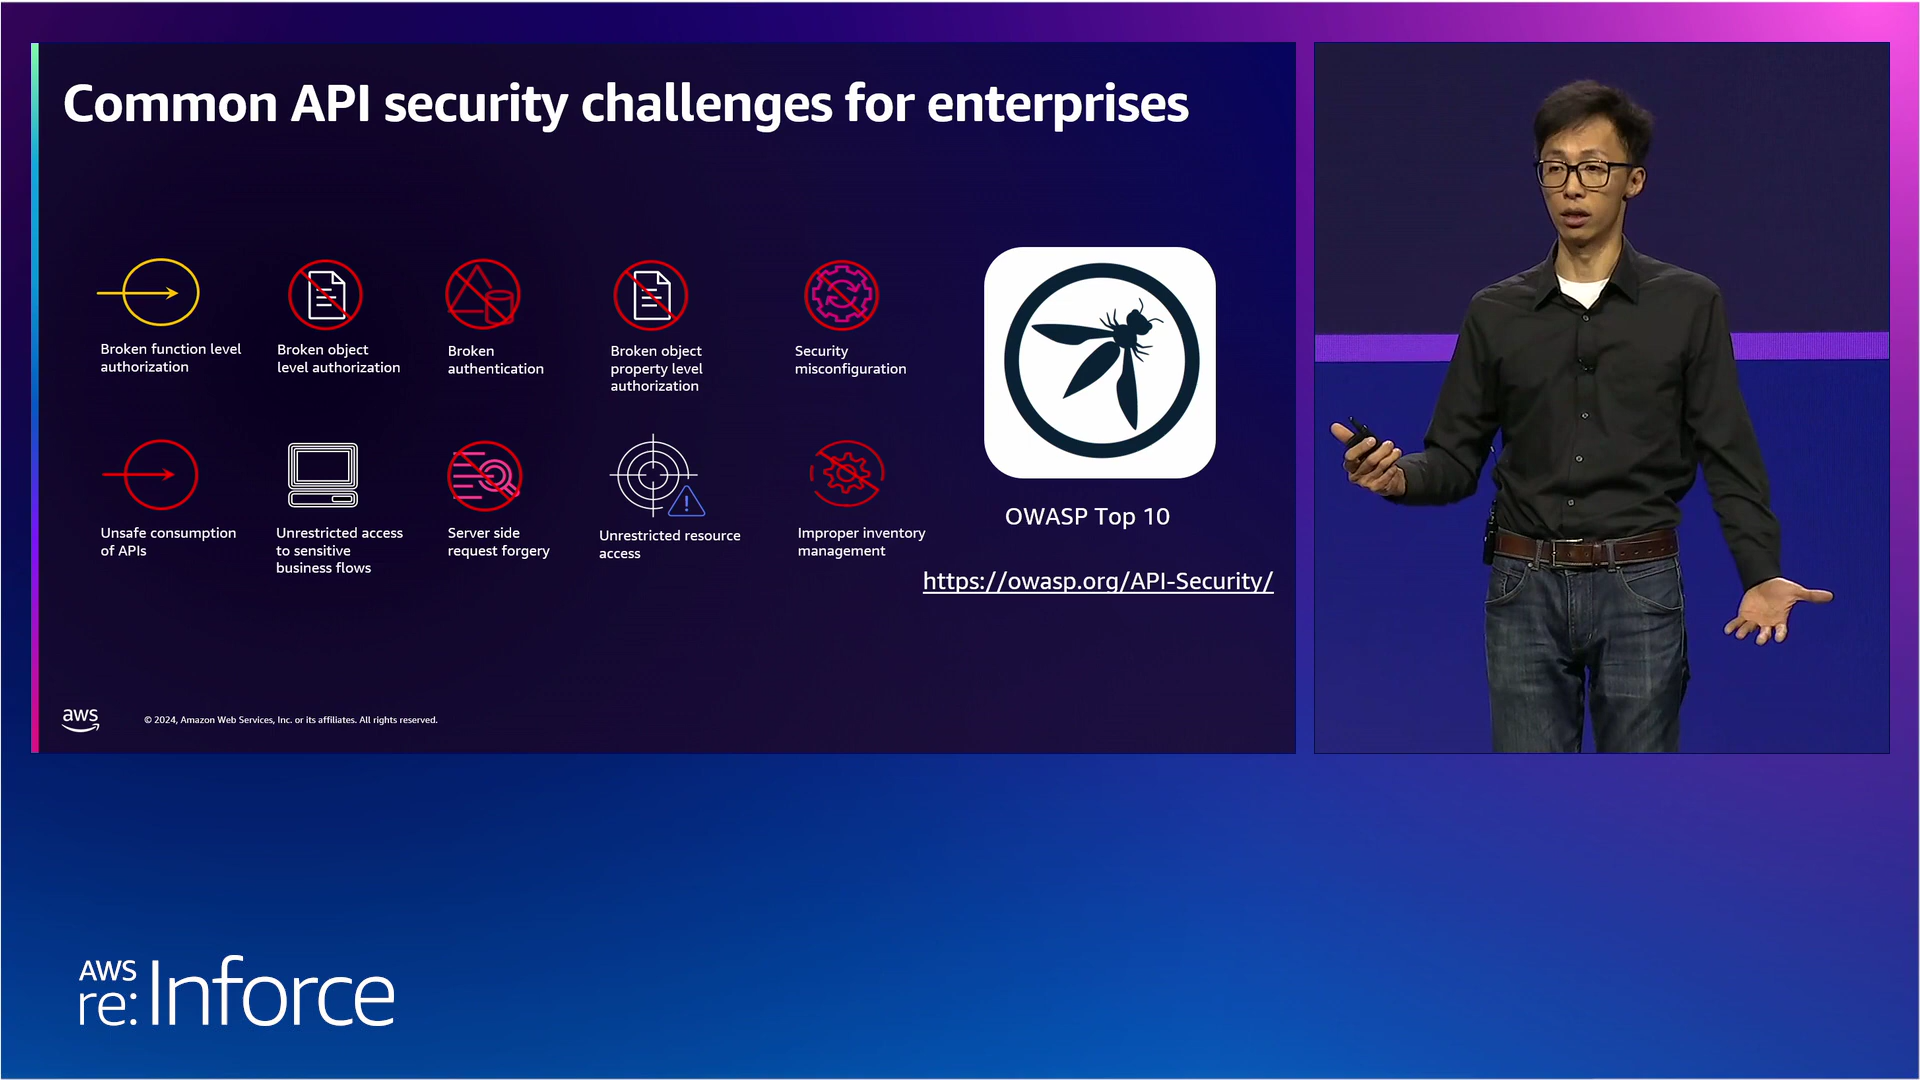 Common API security challenges for enterprises
Broken function level
authorization
Broken object
level authorization
Broken
authentication
Broken object
property level
authorization
Security
misconfiguration
Unsafe consumption
of APIs
Unrestricted access
to sensitive
business flows
Server side
request forgery
Unrestricted resource
access
Improper inventory
management
OWASP Top 10
https://owasp.org/API-Security/
aws
© 2024, Amazon Web Services, Inc. or its affiliates. All rights reserved.
AWS
re:Inforce